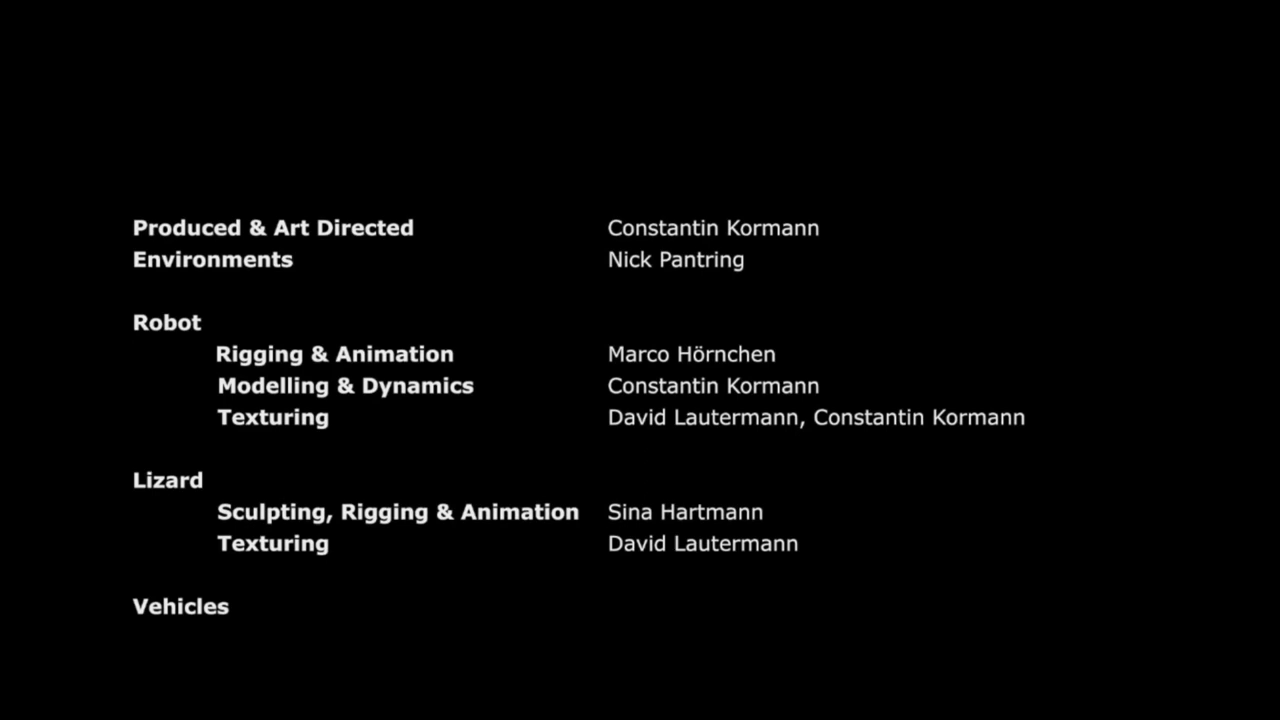 Produced & Art Directed Constantin Kormann
Environments Nick Pantring
Robot
Rigging & Animation Marco Hörnchen
Modelling & Dynamics Constantin Kormann
Texturing David Lautermann, Constantin Kormann
Lizard
Sculpting, Rigging & Animation Sina Hartmann
Texturing David Lautermann
Vehicles